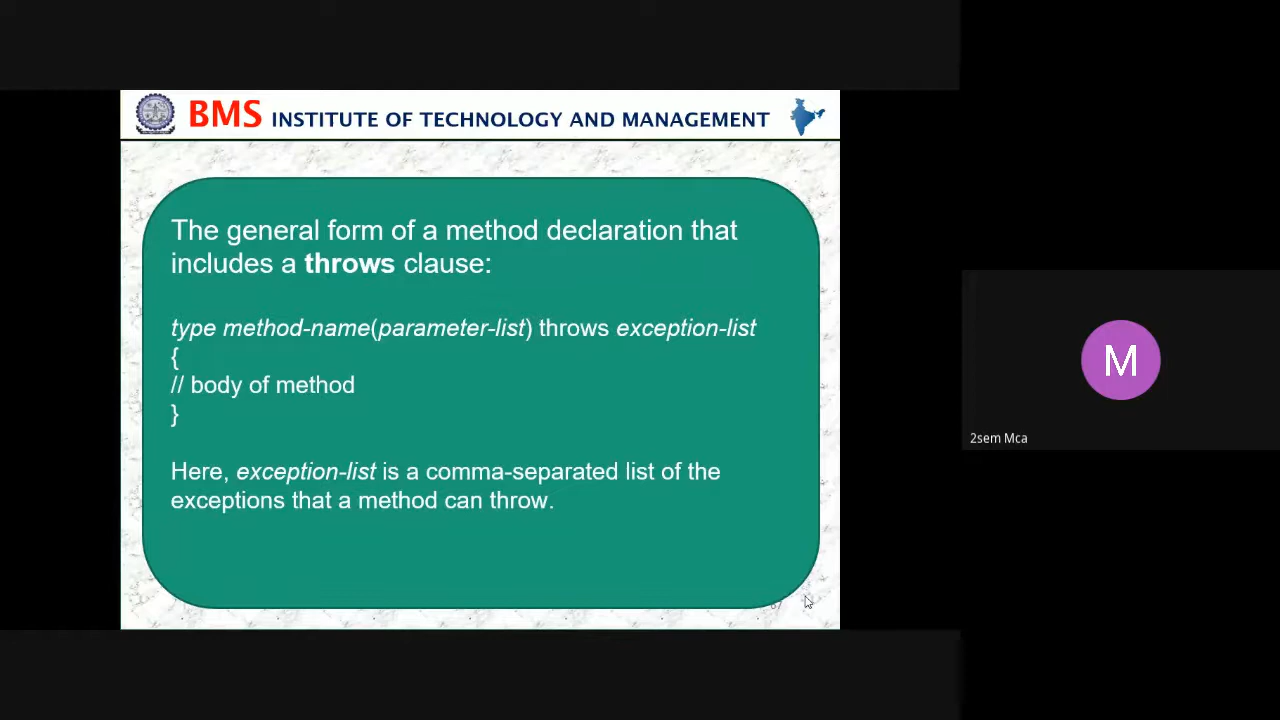 BMS INSTITUTE OF TECHNOLOGY AND MANAGEMENT
The general form of a method declaration that
includes a throws clause:
type method-name(parameter-list) throws exception-list
{
// body of method
}
Here, exception-list is a comma-separated list of the
exceptions that a method can throw.
M
2sem Mca